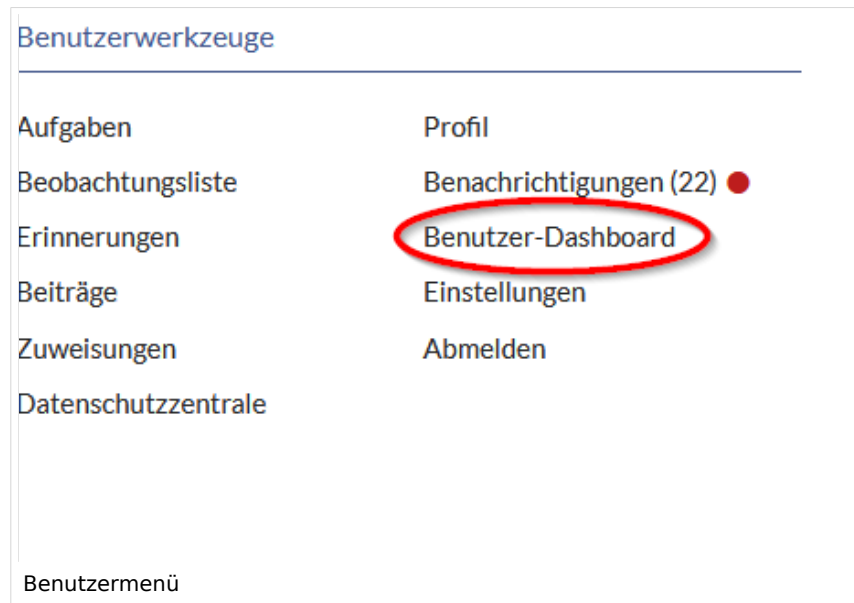 Benutzerwerkzeuge
Aufgaben
Beobachtungsliste
Erinnerungen
Beiträge
Zuweisungen
Datenschutzzentrale
Profil
Benachrichtigungen (22)
Benutzer-Dashboard
Einstellungen
Abmelden
Benutzermenü